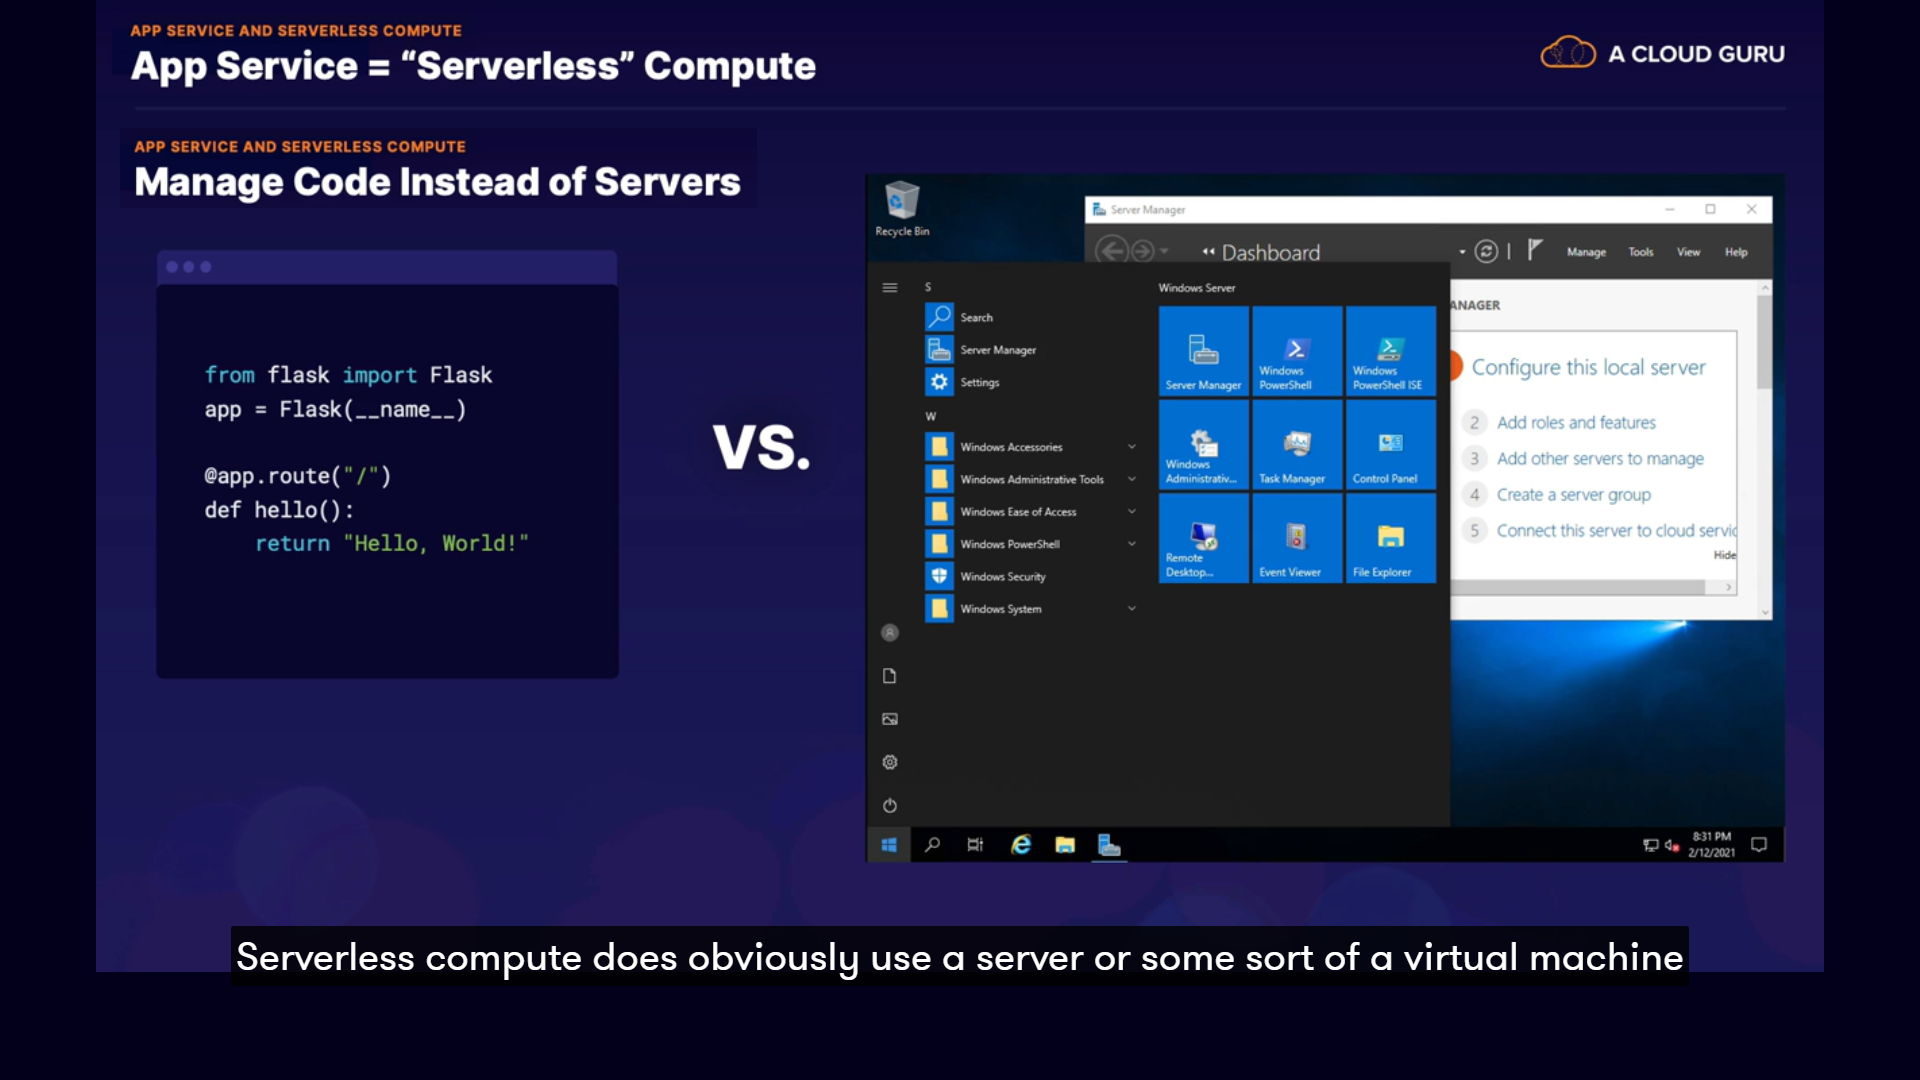 APP SERVICE AND SERVERLESS COMPUTE
App Service = “Serverless” Compute
A CLOUD GURU
APP SERVICE AND SERVERLESS COMPUTE
Manage Code Instead of Servers
from flask import Flask
app = Flask(__name__)
@app.route("/")
def hello():
return "Hello, World!"
VS.
Recycle Bin
Server Manager
Dashboard
Manage Tools View Help
S
Search
Server Manager
Settings
W
Windows Accessories
Windows Administrative Tools
Windows Ease of Access
Windows PowerShell
Windows Security
Windows System
Windows Server
Server Manager
Windows
PowerShell
Windows
PowerShell ISE
Windows
Administrativ...
Task Manager
Control Panel
Remote
Desktop...
Event Viewer
File Explorer
ANAGER
Configure this local server
2 Add roles and features
3 Add other servers to manage
4 Create a server group
5 Connect this server to cloud servic
Hide
8:31 PM
2/12/2021
Serverless compute does obviously use a server or some sort of a virtual machine